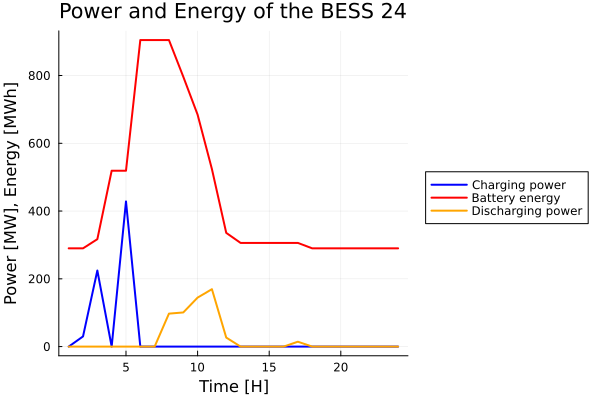 Power and Energy of the BESS 24
Power [MW], Energy [MWh]
800
600
400
200
0
5 10 15 20
Time [H]
Charging power
Battery energy
Discharging power